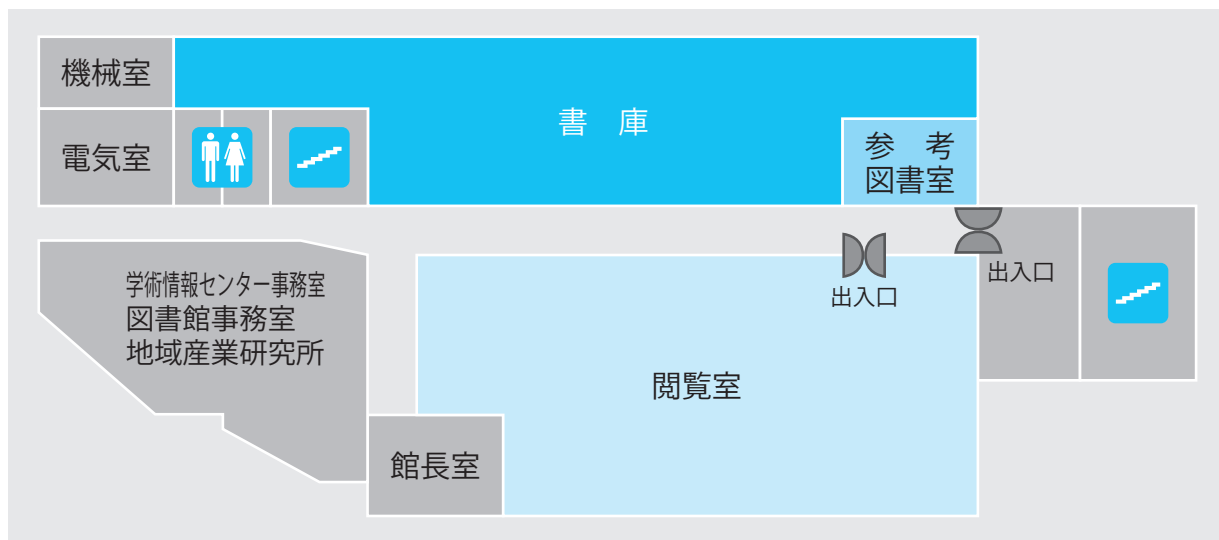 機械室
書　庫
電気室
参　考
図書室
出入口
出入口
学術情報センター事務室
図書館事務室
地域産業研究所
閲覧室
館長室